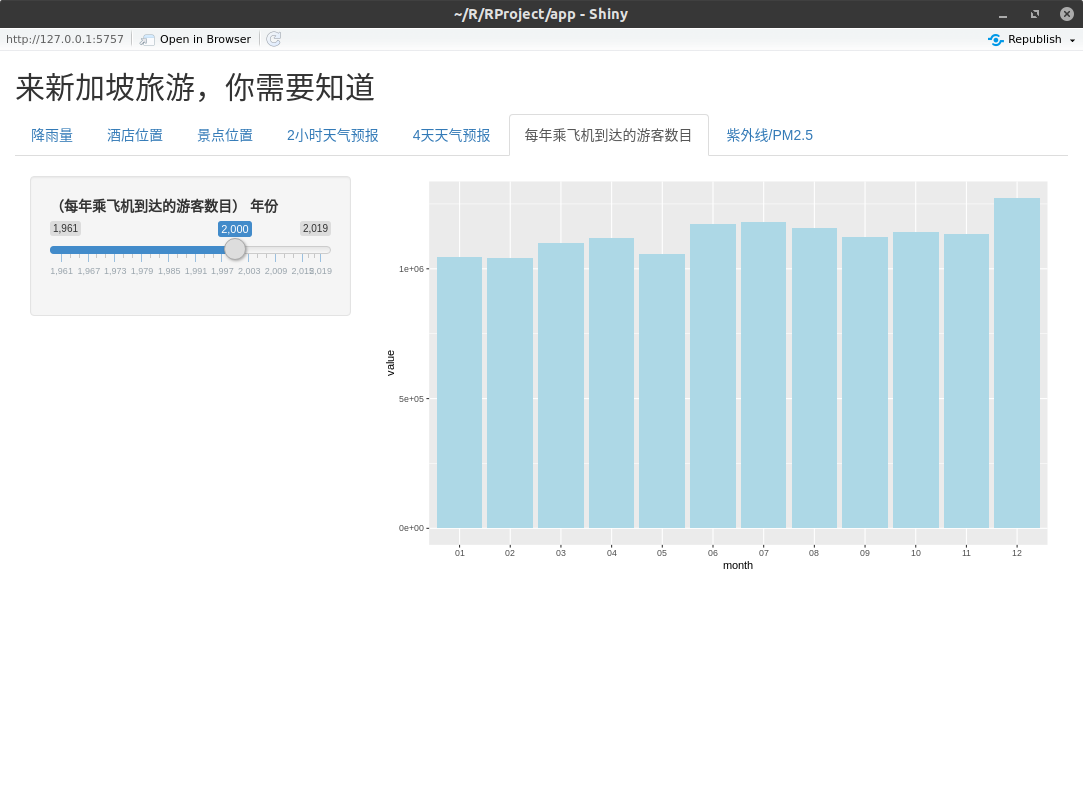 ~/R/RProject/app - Shiny
http://127.0.0.1:5757 Open in Browser Republish
来新加坡旅游，你需要知道
降雨量 酒店位置 景点位置 2小时天气预报 4天天气预报 每年乘飞机到达的游客数目 紫外线/PM2.5
（每年乘飞机到达的游客数目） 年份
1,961 2,000 2,019
1,961 1,967 1,973 1,979 1,985 1,991 1,997 2,003 2,009 2,015 2,019
1e+06
value
5e+05
0e+00
01 02 03 04 05 06 07 08 09 10 11 12
month